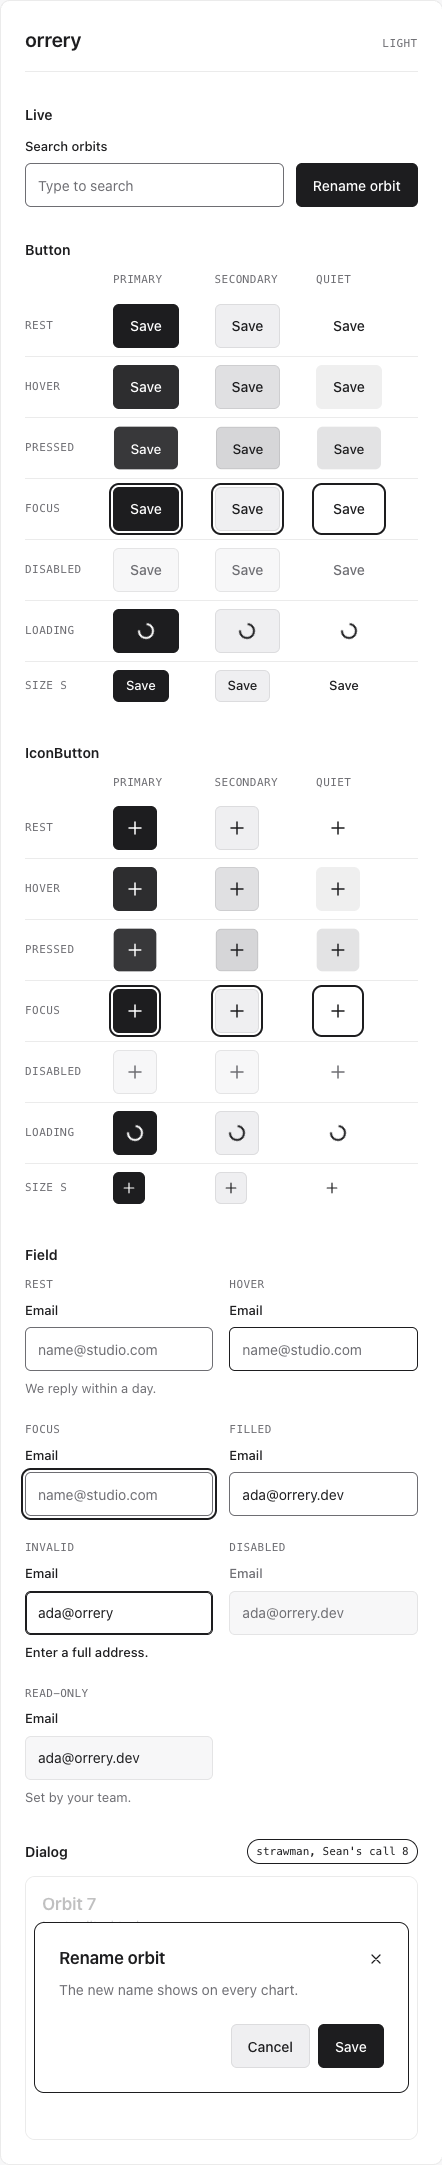 orrery LIGHT
Live
Search orbits
Type to search Rename orbit
Button
PRIMARY SECONDARY QUIET
REST Save Save Save
HOVER Save Save Save
PRESSED Save Save Save
FOCUS Save Save Save
DISABLED Save Save Save
LOADING
SIZE S Save Save Save
IconButton
PRIMARY SECONDARY QUIET
REST
HOVER
PRESSED
FOCUS
DISABLED
LOADING
SIZE S
Field
REST HOVER
Email Email
name@studio.com name@studio.com
We reply within a day.
FOCUS FILLED
Email Email
name@studio.com ada@orrery.dev
INVALID DISABLED
Email Email
ada@orrery ada@orrery.dev
Enter a full address.
READ-ONLY
Email
ada@orrery.dev
Set by your team.
Dialog strawman, Sean's call 8
Orbit 7
Rename orbit
The new name shows on every chart.
Cancel Save